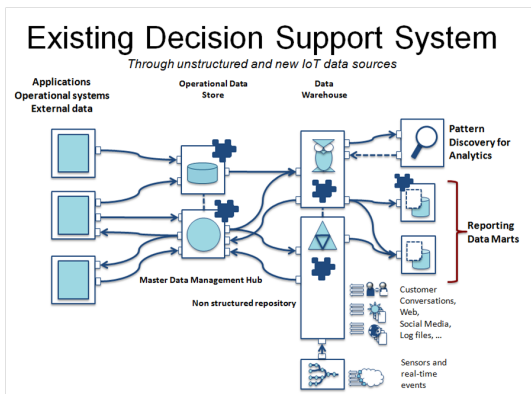 Existing Decision Support System
Through unstructured and new IoT data sources
Applications
Operational systems
External data
Operational Data
Store
Data
Warehouse
Pattern
Discovery for
Analytics
Reporting
Data Marts
Master Data Management Hub
Non structured repository
Customer
Conversations,
Web,
Social Media,
Log files, ...
Sensors and
real-time
events